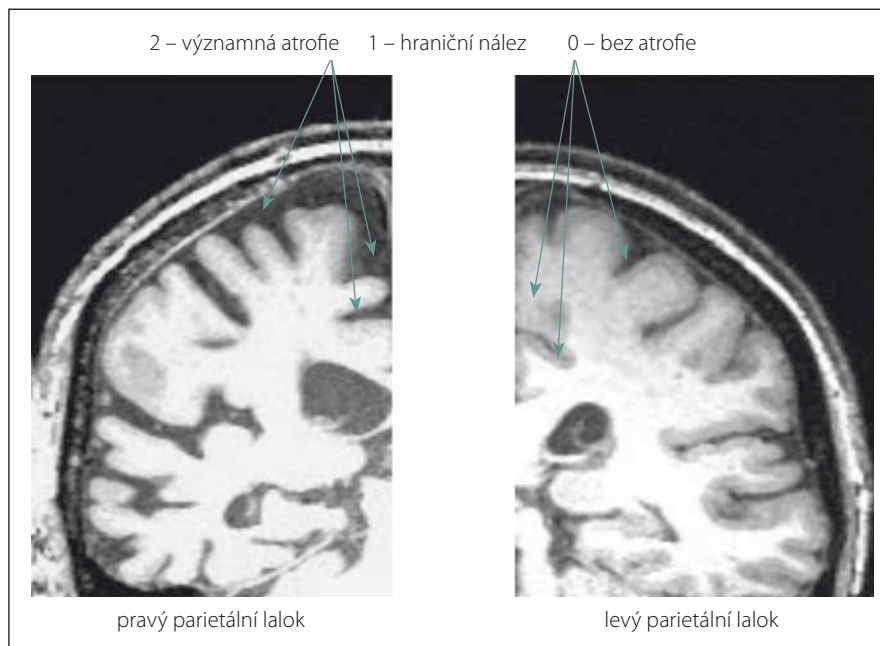 2 – významná atrofie 1 – hraniční nález 0 – bez atrofie
pravý parietální lalok
levý parietální lalok